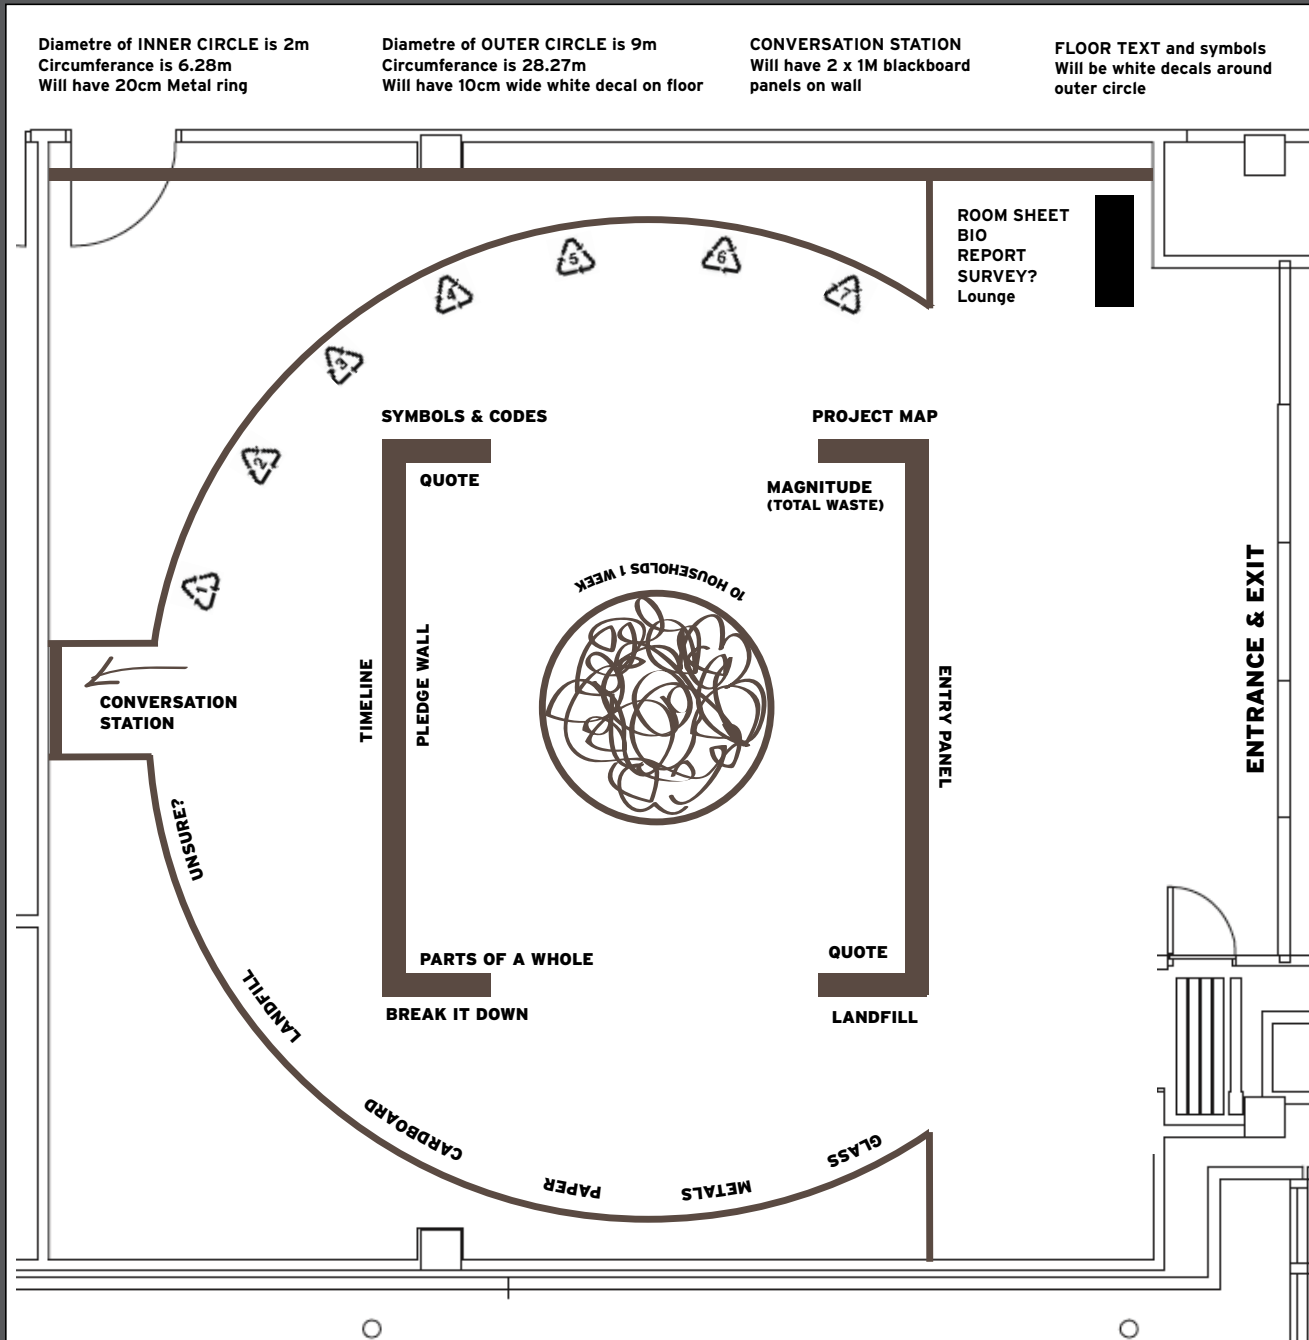 Diametre of INNER CIRCLE is 2m
Circumferance is 6.28m
Will have 20cm Metal ring
Diametre of OUTER CIRCLE is 9m
Circumferance is 28.27m
Will have 10cm wide white decal on floor
CONVERSATION STATION
Will have 2 x 1M blackboard
panels on wall
FLOOR TEXT and symbols
Will be white decals around
outer circle
ROOM SHEET
BIO
REPORT
SURVEY?
Lounge
5
6
4
7
3
2
1
SYMBOLS & CODES
PROJECT MAP
QUOTE
MAGNITUDE
(TOTAL WASTE)
10 HOUSEHOLDS 1 WEEK
TIMELINE
PLEDGE WALL
ENTRY PANEL
ENTRANCE & EXIT
CONVERSATION
STATION
UNSURE?
PARTS OF A WHOLE
QUOTE
BREAK IT DOWN
LANDFILL
LANDFILL
CARDBOARD
PAPER
METALS
GLASS